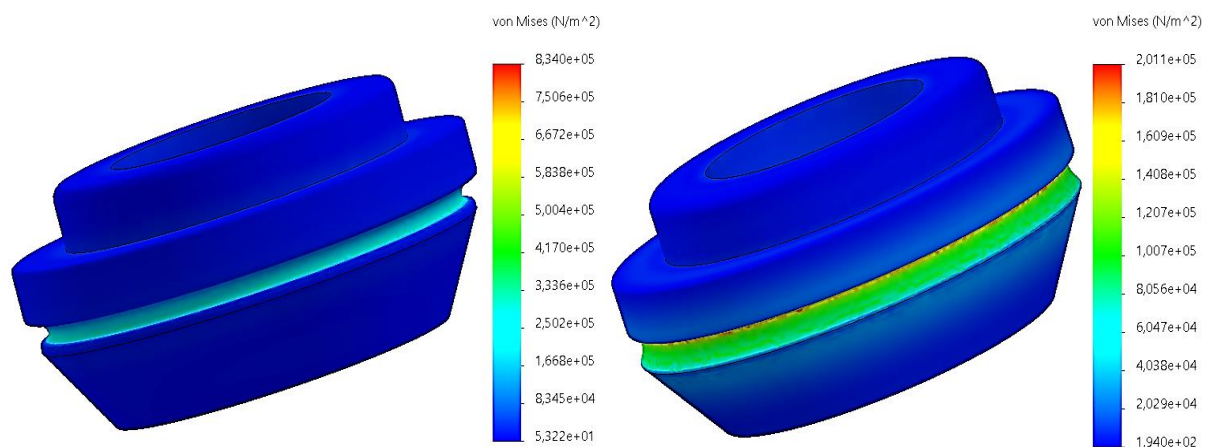 von Mises (N/m^2)
8,340e+05
7,506e+05
6,672e+05
5,838e+05
5,004e+05
4,170e+05
3,336e+05
2,502e+05
1,668e+05
8,345e+04
5,322e+01
von Mises (N/m^2)
2,011e+05
1,810e+05
1,609e+05
1,408e+05
1,207e+05
1,007e+05
8,056e+04
6,047e+04
4,038e+04
2,029e+04
1,940e+02